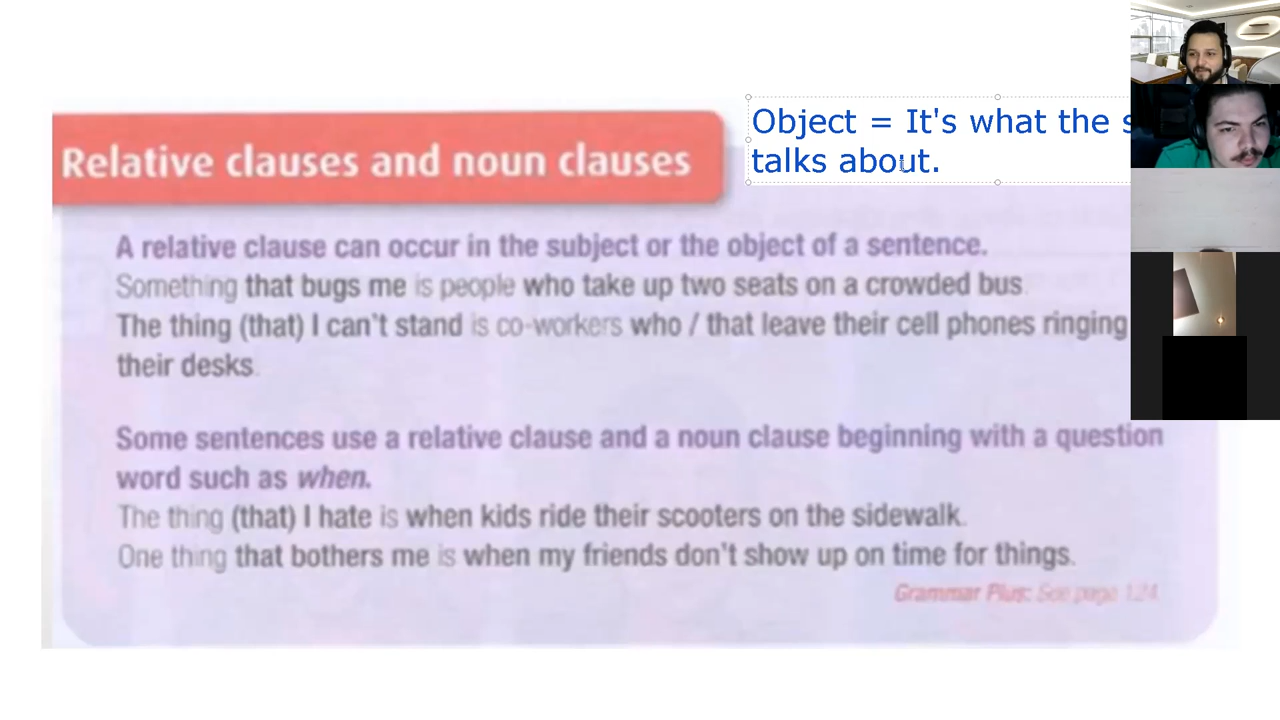 Object = It's what the
talks about.
Relative clauses and noun clauses
A relative clause can occur in the subject or the object of a sentence.
Something that bugs me is people who take up two seats on a crowded bus.
The thing (that) I can't stand is co-workers who / that leave their cell phones ringing
their desks.
Some sentences use a relative clause and a noun clause beginning with a question
word such as when.
The thing (that) I hate is when kids ride their scooters on the sidewalk.
One thing that bothers me is when my friends don't show up on time for things.
Grammar Plus: See page 124